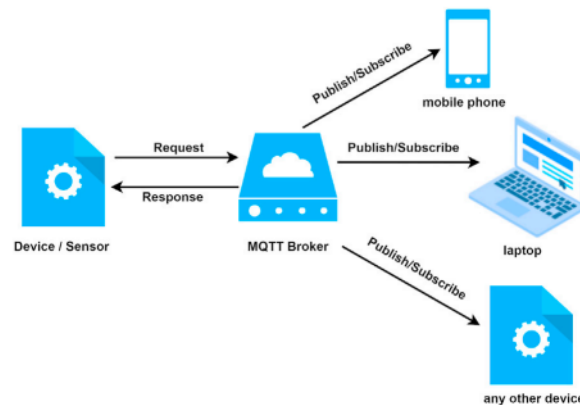 Publish/Subscribe
mobile phone
Request
Publish/Subscribe
Response
Device / Sensor
MQTT Broker
Publish/Subscribe
laptop
any other device